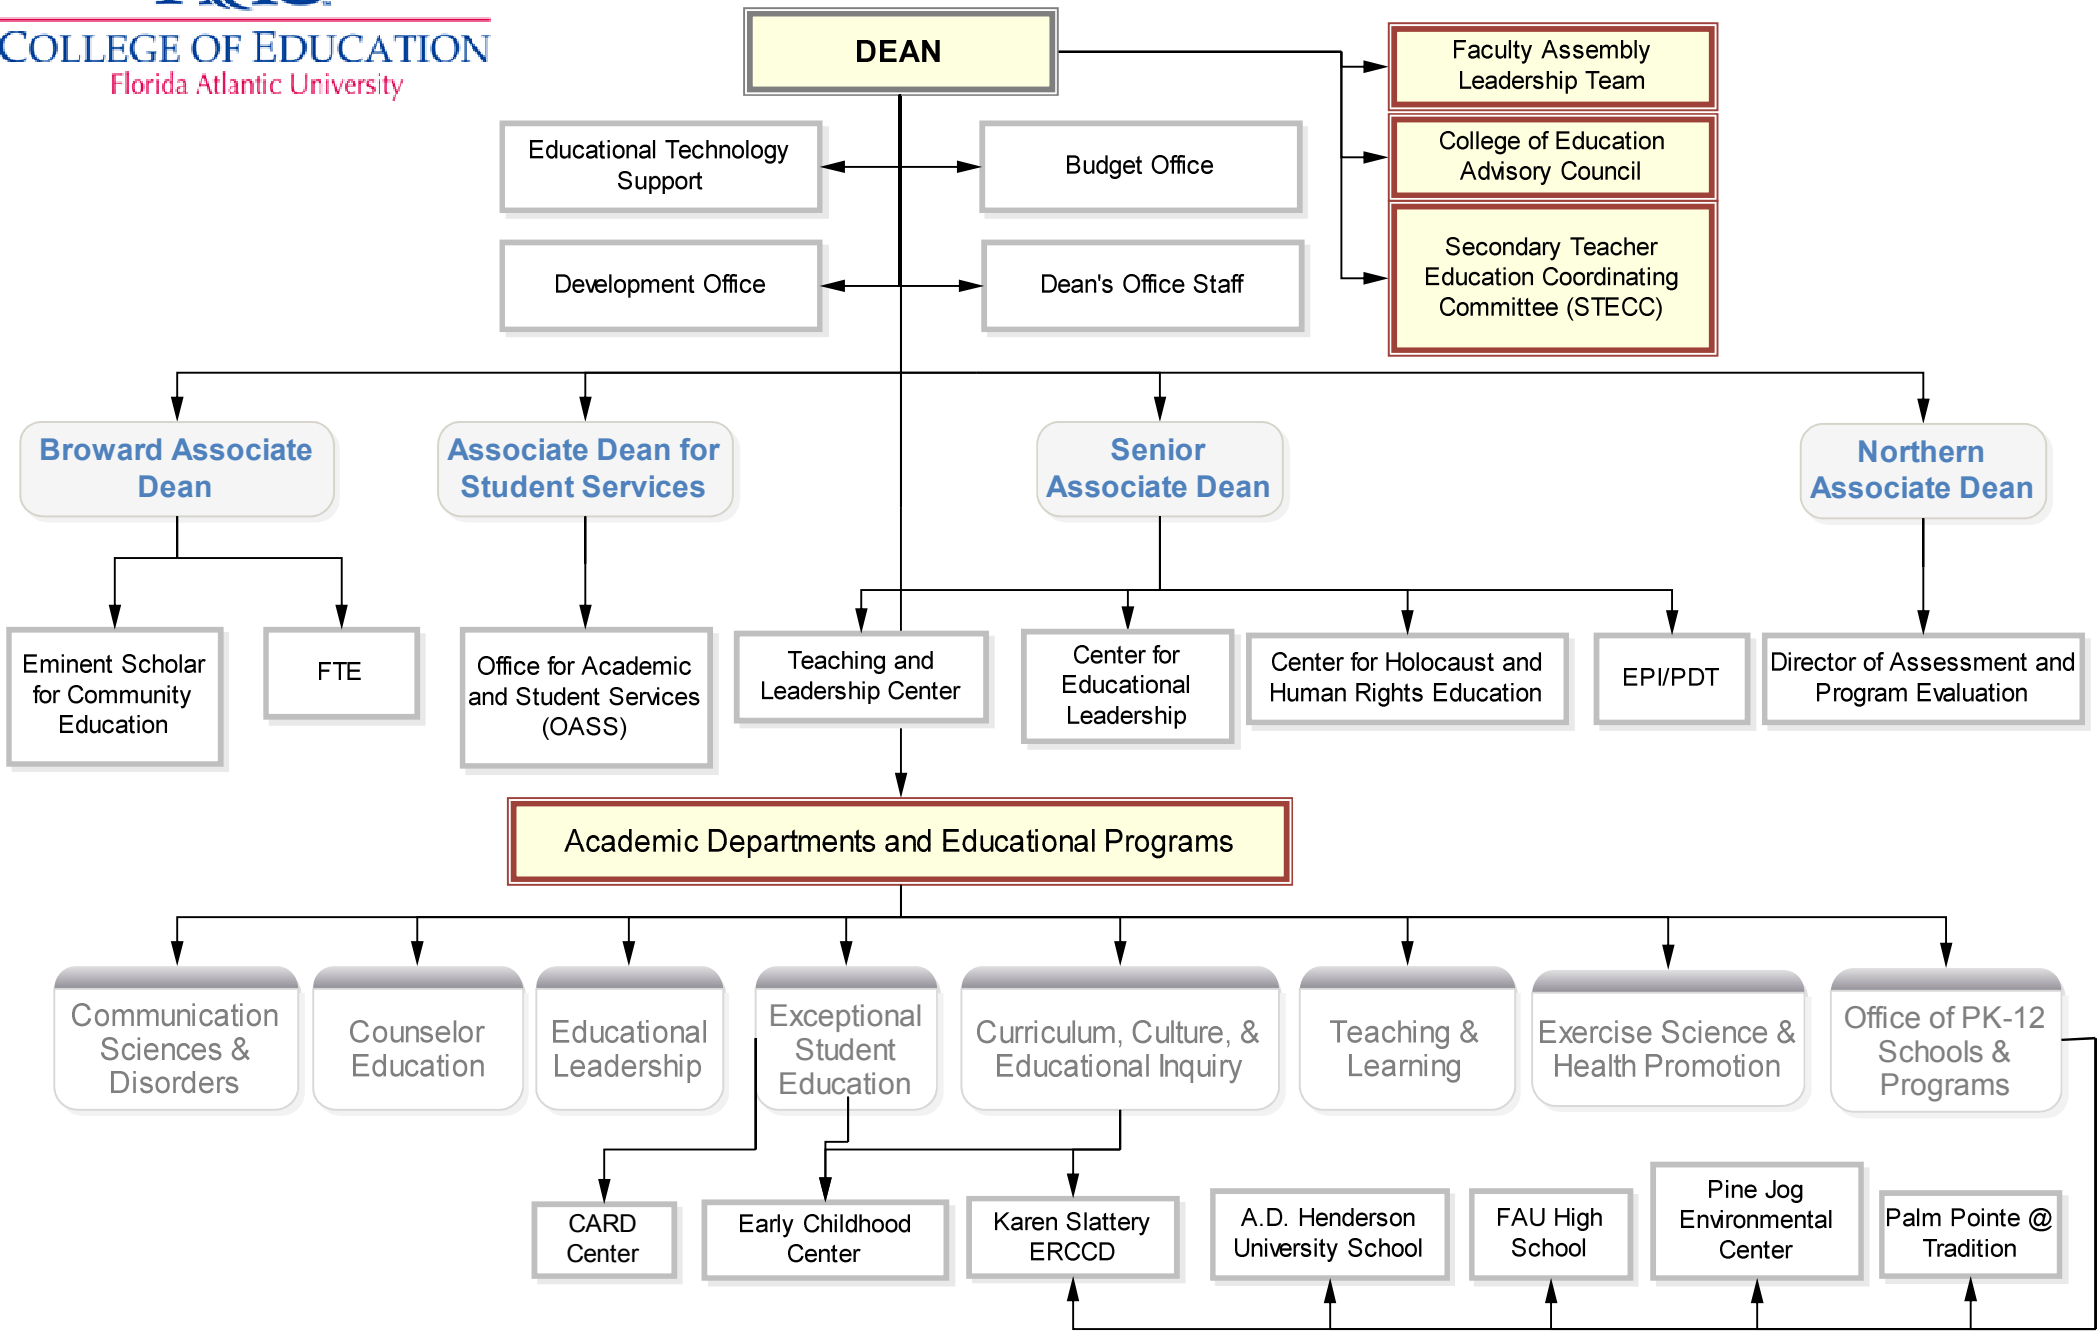 COLLEGE OF EDUCATION
Florida Atlantic University
DEAN
Faculty Assembly
Leadership Team
College of Education
Advisory Council
Secondary Teacher
Education Coordinating
Committee (STECC)
Educational Technology
Support
Budget Office
Development Office
Dean's Office Staff
Broward Associate
Dean
Associate Dean for
Student Services
Senior
Associate Dean
Northern
Associate Dean
Eminent Scholar
for Community
Education
FTE
Office for Academic
and Student Services
(OASS)
Teaching and
Leadership Center
Center for
Educational
Leadership
Center for Holocaust and
Human Rights Education
EPI/PDT
Director of Assessment and
Program Evaluation
Academic Departments and Educational Programs
Communication
Sciences &
Disorders
Counselor
Education
Educational
Leadership
Exceptional
Student
Education
Curriculum, Culture, &
Educational Inquiry
Teaching &
Learning
Exercise Science &
Health Promotion
Office of PK-12
Schools &
Programs
CARD
Center
Early Childhood
Center
Karen Slattery
ERCCD
A.D. Henderson
University School
FAU High
School
Pine Jog
Environmental
Center
Palm Pointe @
Tradition